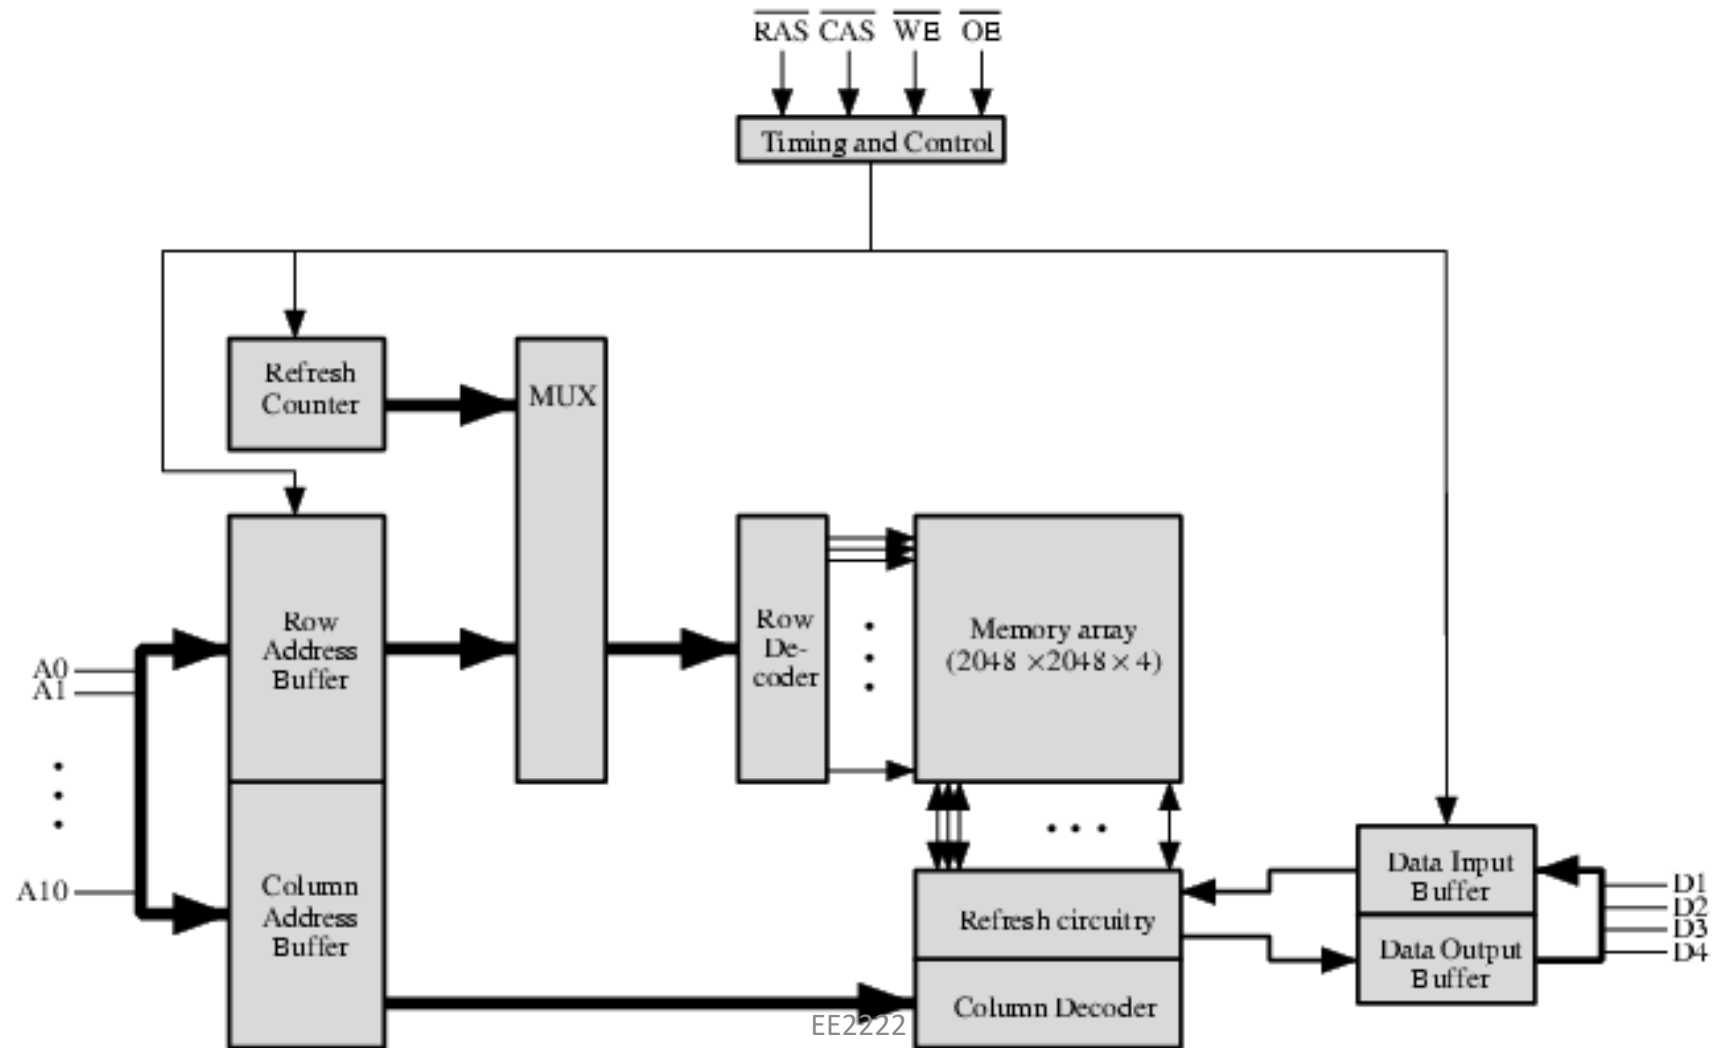 RAS CAS WE OE
Timing and Control
Refresh
Counter
MUX
Row
Address
Buffer
Row
De-
coder
Memory array
(2048 ×2048× 4)
A0
A1
A10
Column
Address
Buffer
Refresh circuitry
Column Decoder
Data Input
Buffer
Data Output
Buffer
D1
D2
D3
D4
EE2222